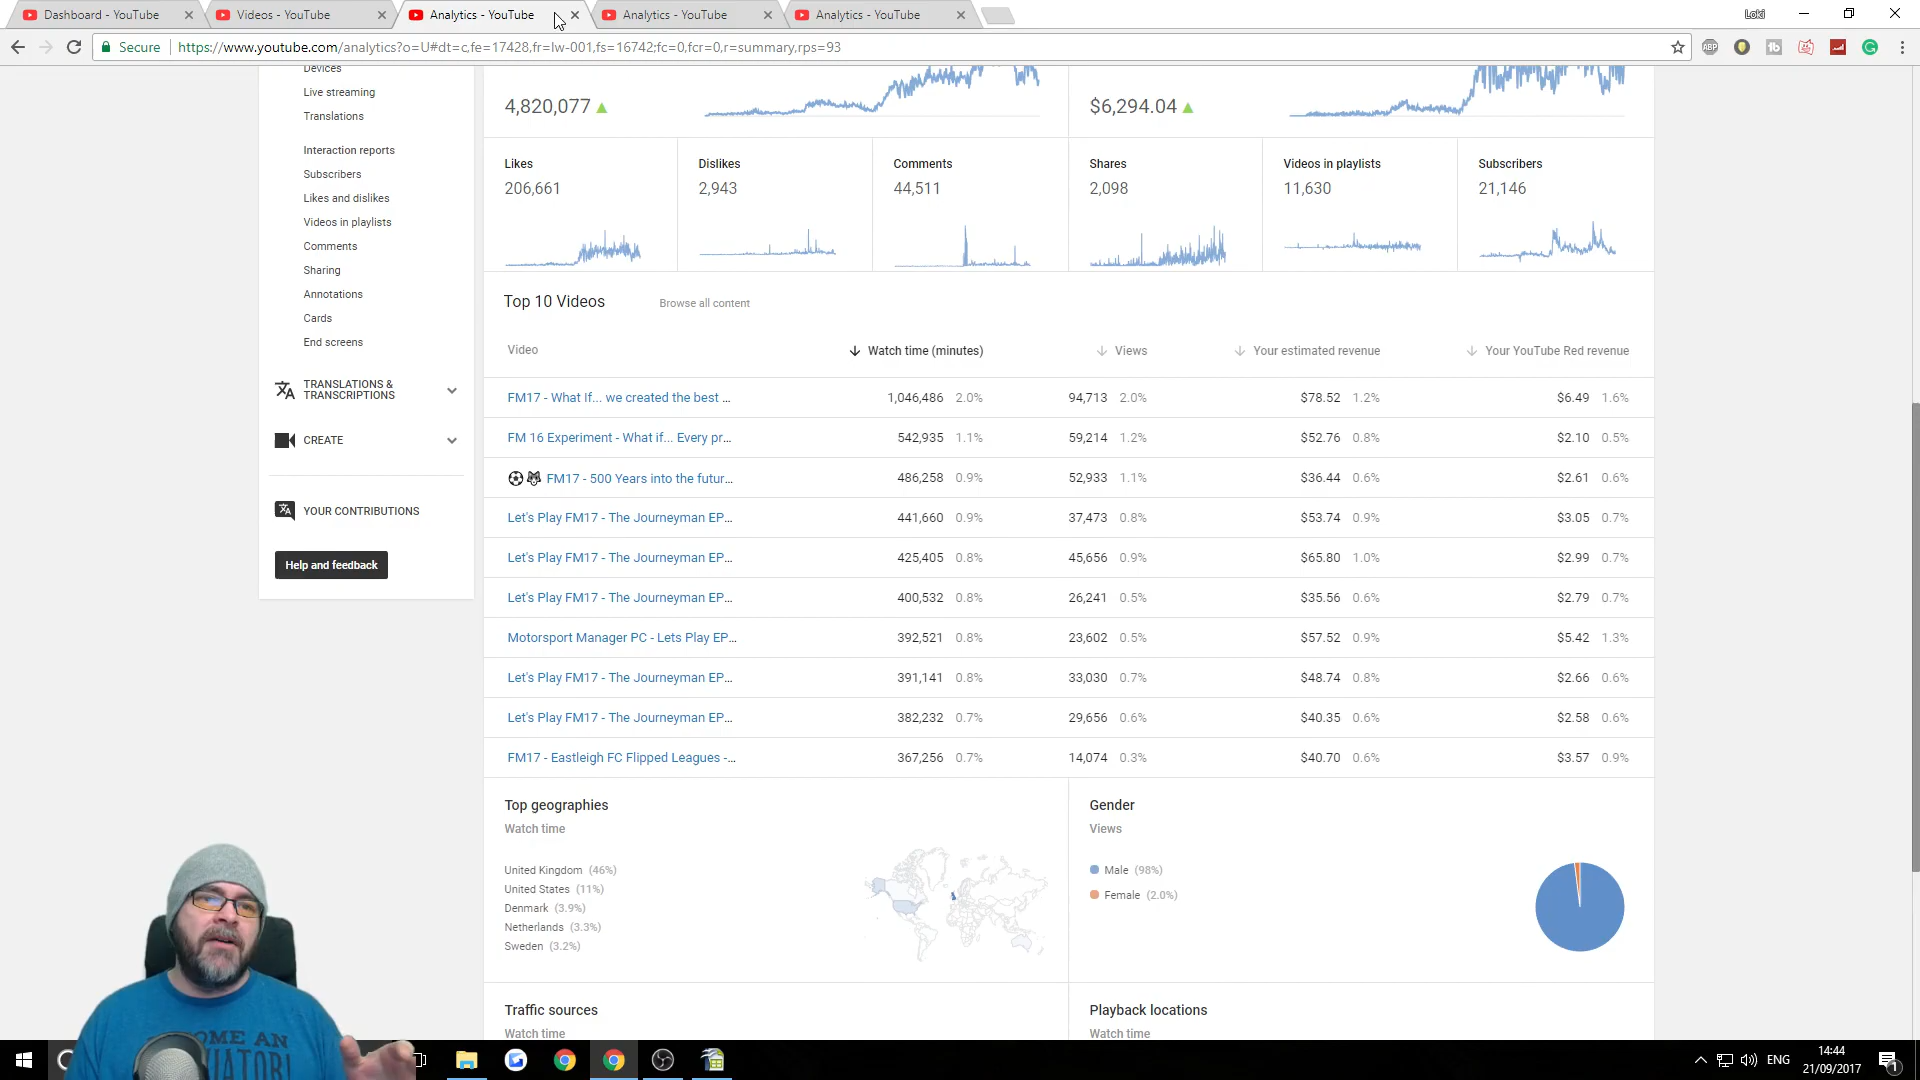 Dashboard - YouTube
Videos - YouTube
Analytics - YouTube
Analytics - YouTube
Analytics - YouTube
Loki
Secure
https://www.youtube.com/analytics?o=U#dt=c,fe=17428,fr=lw-001,fs=16742;fc=0,fcr=0,r=summary,rps=93
ABP
Devices
Live streaming
Translations
Interaction reports
Subscribers
Likes and dislikes
Videos in playlists
Comments
Sharing
Annotations
Cards
End screens
TRANSLATIONS &
TRANSCRIPTIONS
CREATE
YOUR CONTRIBUTIONS
Help and feedback
4,820,077
$6,294.04
Likes
206,661
Dislikes
2,943
Comments
44,511
Shares
2,098
Videos in playlists
11,630
Subscribers
21,146
Top 10 Videos Browse all content
Video Watch time (minutes) Views Your estimated revenue Your YouTube Red revenue
FM17 - What If... we created the best ... 1,046,486 2.0% 94,713 2.0% $78.52 1.2% $6.49 1.6%
FM 16 Experiment - What if... Every pr... 542,935 1.1% 59,214 1.2% $52.76 0.8% $2.10 0.5%
⚽🐺 FM17 - 500 Years into the futur... 486,258 0.9% 52,933 1.1% $36.44 0.6% $2.61 0.6%
Let's Play FM17 - The Journeyman EP... 441,660 0.9% 37,473 0.8% $53.74 0.9% $3.05 0.7%
Let's Play FM17 - The Journeyman EP... 425,405 0.8% 45,656 0.9% $65.80 1.0% $2.99 0.7%
Let's Play FM17 - The Journeyman EP... 400,532 0.8% 26,241 0.5% $35.56 0.6% $2.79 0.7%
Motorsport Manager PC - Lets Play EP... 392,521 0.8% 23,602 0.5% $57.52 0.9% $5.42 1.3%
Let's Play FM17 - The Journeyman EP... 391,141 0.8% 33,030 0.7% $48.74 0.8% $2.66 0.6%
Let's Play FM17 - The Journeyman EP... 382,232 0.7% 29,656 0.6% $40.35 0.6% $2.58 0.6%
FM17 - Eastleigh FC Flipped Leagues -... 367,256 0.7% 14,074 0.3% $40.70 0.6% $3.57 0.9%
Top geographies
Watch time
United Kingdom (46%)
United States (11%)
Denmark (3.9%)
Netherlands (3.3%)
Sweden (3.2%)
Gender
Views
Male (98%)
Female (2.0%)
Traffic sources
Watch time
Playback locations
Watch time
OME AN
ENG
14:44
21/09/2017
1